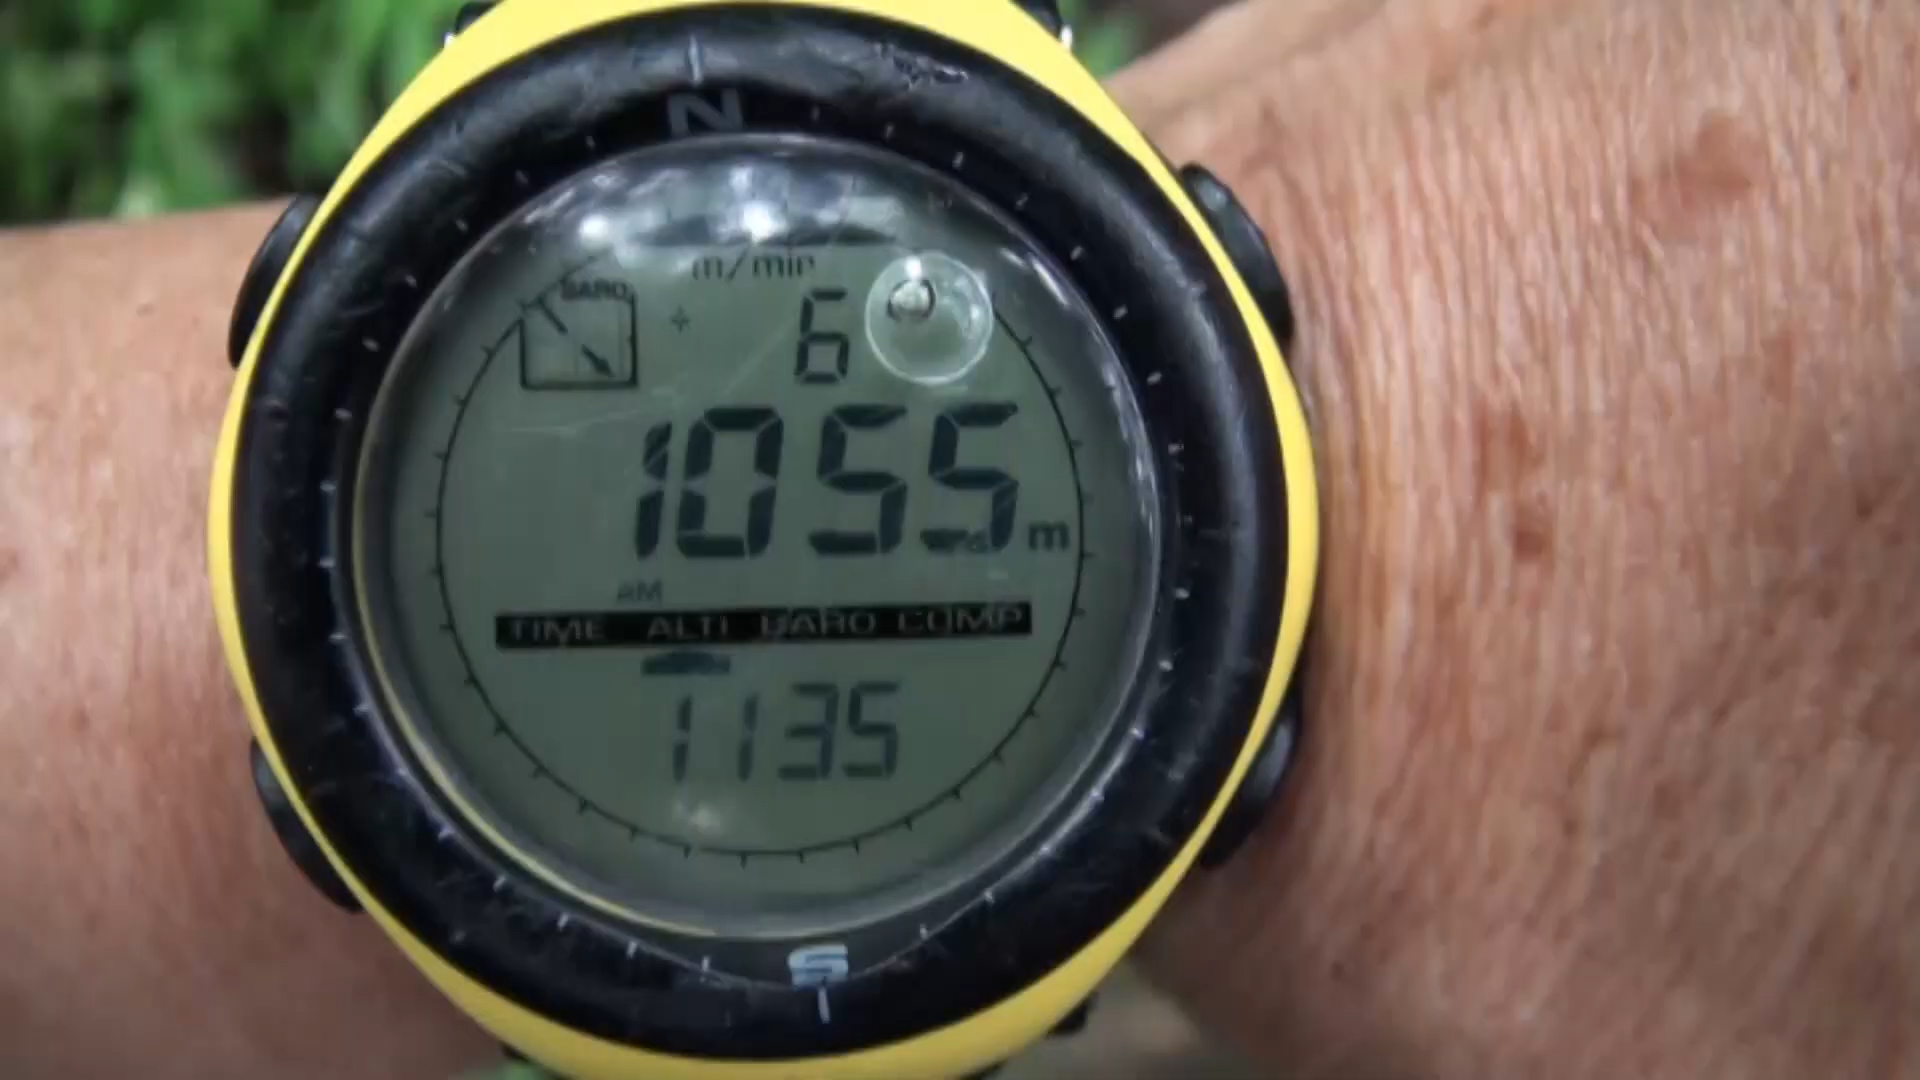 N
m/min
BARO
6
1055 m
AM
TIME ALTI BARO COMP
1135
S